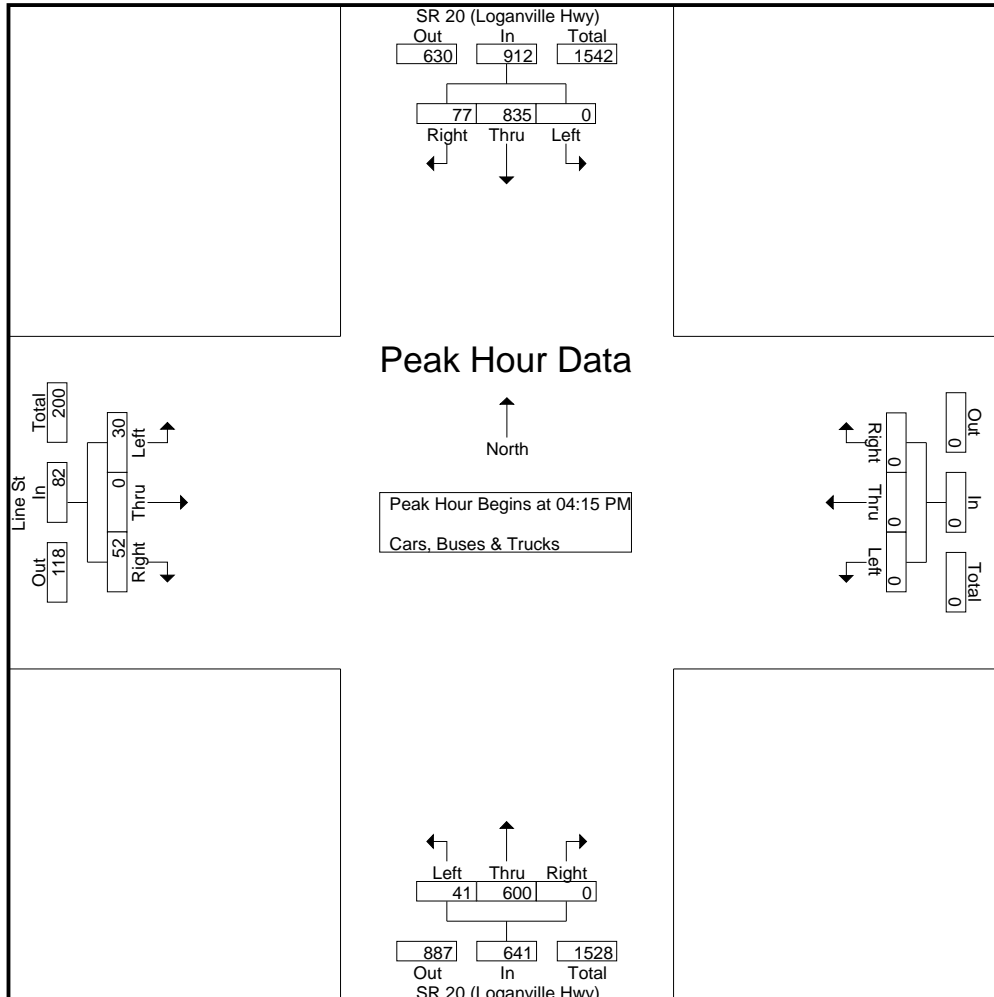 SR 20 (Loganville Hwy)
Out In Total
630 912 1542
77 835 0
Right Thru Left
Peak Hour Data
North
Peak Hour Begins at 04:15 PM
Cars, Buses & Trucks
Line St
Out In Total
118 82 200
52 0 30
Right Thru Left
Out In Total
0 0 0
0 0 0
Right Thru Left
Left Thru Right
41 600 0
887 641 1528
Out In Total
SR 20 (Loganville Hwy)